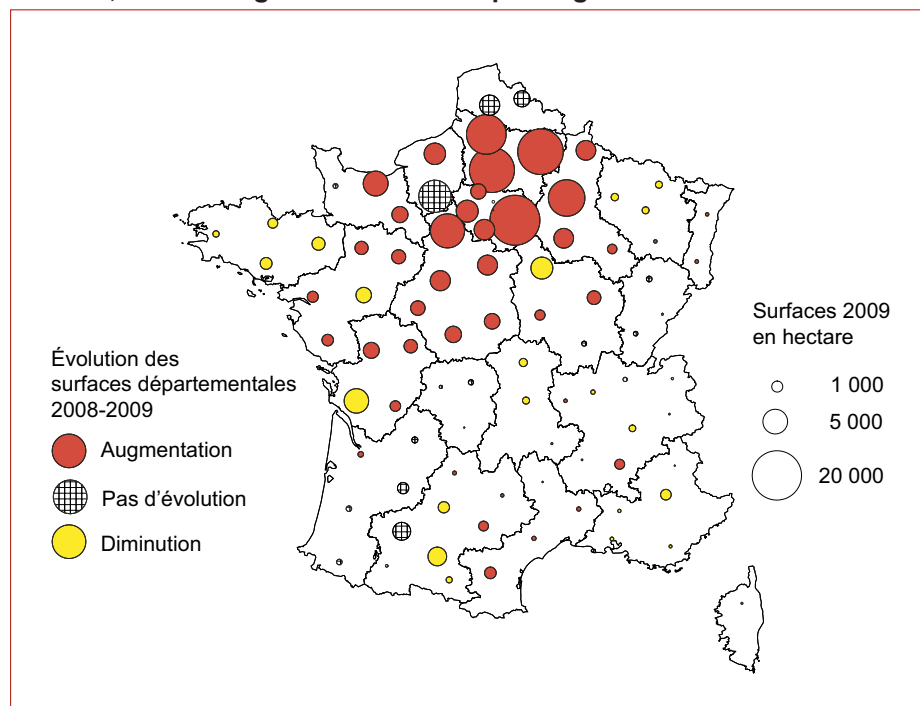 Évolution des
surfaces départementales
2008-2009
Augmentation
Pas d’évolution
Diminution
Surfaces 2009
en hectare
1 000
5 000
20 000